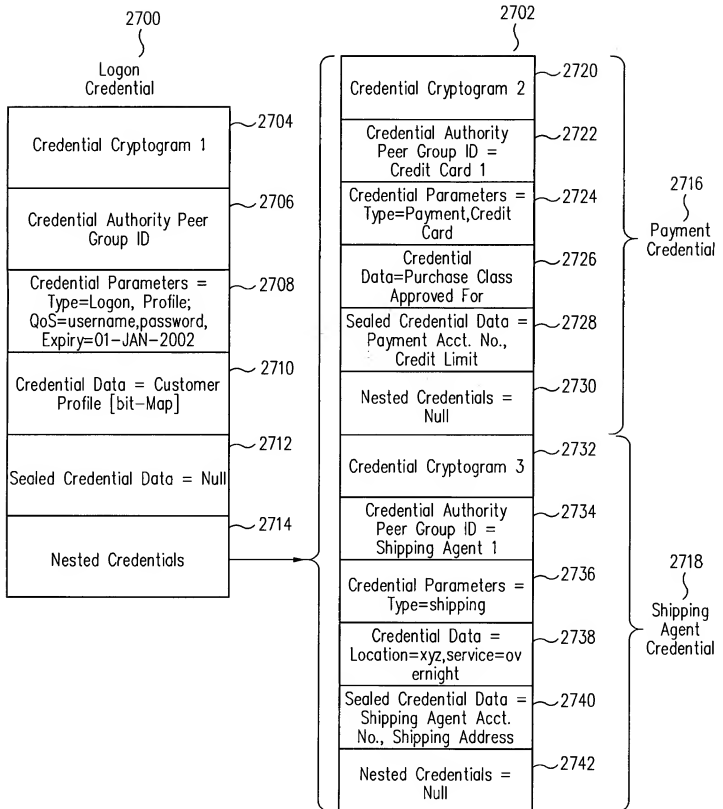 2700
Logon
Credential
Credential Cryptogram 1
2704
Credential Authority Peer
Group ID
2706
Credential Parameters =
Type=Logon, Profile;
QoS=username,password,
Expiry=01-JAN-2002
2708
Credential Data = Customer
Profile [bit-Map]
2710
Sealed Credential Data = Null
2712
Nested Credentials
2714
2702
Credential Cryptogram 2
2720
Credential Authority
Peer Group ID =
Credit Card 1
2722
Credential Parameters =
Type=Payment,Credit
Card
2724
Credential
Data=Purchase Class
Approved For
2726
Sealed Credential Data =
Payment Acct. No.,
Credit Limit
2728
Nested Credentials =
Null
2730
2716
Payment
Credential
Credential Cryptogram 3
2732
Credential Authority
Peer Group ID =
Shipping Agent 1
2734
Credential Parameters =
Type=shipping
2736
Credential Data =
Location=xyz,service=ov
ernight
2738
Sealed Credential Data =
Shipping Agent Acct.
No., Shipping Address
2740
Nested Credentials =
Null
2742
2718
Shipping
Agent
Credential